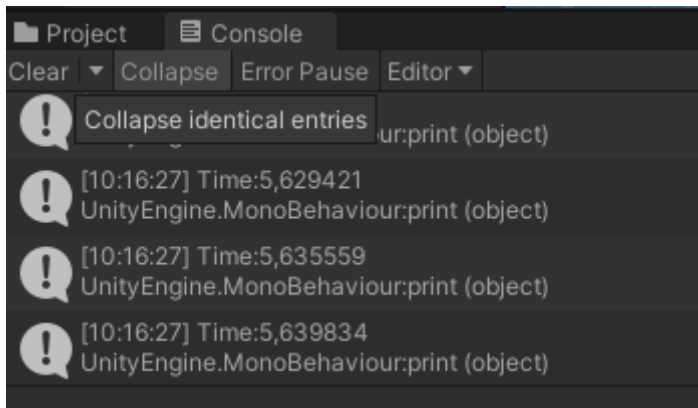 Project Console
Clear Collapse Error Pause Editor
Collapse identical entries
ur:print (object)
[10:16:27] Time:5,629421
UnityEngine.MonoBehaviour:print (object)
[10:16:27] Time:5,635559
UnityEngine.MonoBehaviour:print (object)
[10:16:27] Time:5,639834
UnityEngine.MonoBehaviour:print (object)